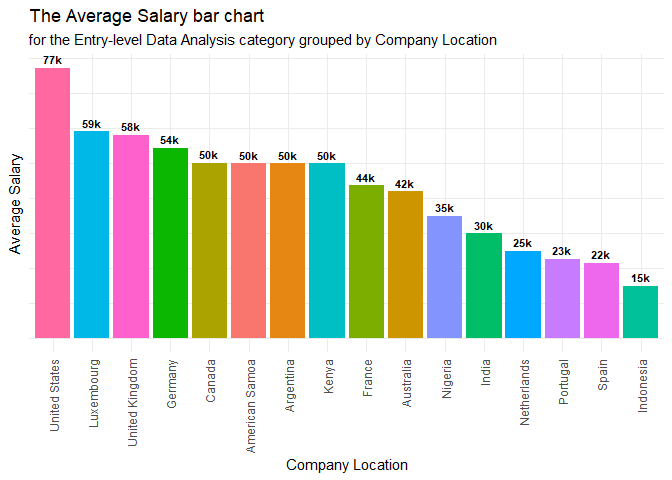 The Average Salary bar chart
for the Entry-level Data Analysis category grouped by Company Location
77k
59k
58k
54k
50k
50k
50k
50k
44k
42k
35k
30k
25k
23k
22k
15k
Average Salary
United States
Luxembourg
United Kingdom
Germany
Canada
American Samoa
Argentina
Kenya
France
Australia
Nigeria
India
Netherlands
Portugal
Spain
Indonesia
Company Location